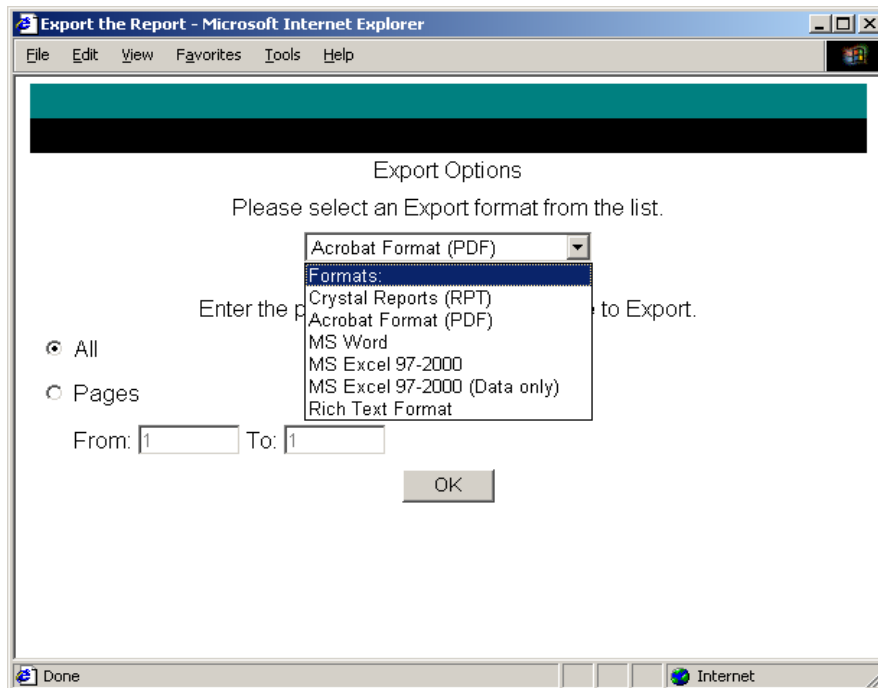 Export the Report - Microsoft Internet Explorer
File Edit View Favorites Tools Help
Export Options
Please select an Export format from the list.
Acrobat Format (PDF)
Formats:
Crystal Reports (RPT)
Enter the p to Export.
Acrobat Format (PDF)
MS Word
All
MS Excel 97-2000
MS Excel 97-2000 (Data only)
Pages
Rich Text Format
From: 1 To: 1
OK
Done Internet